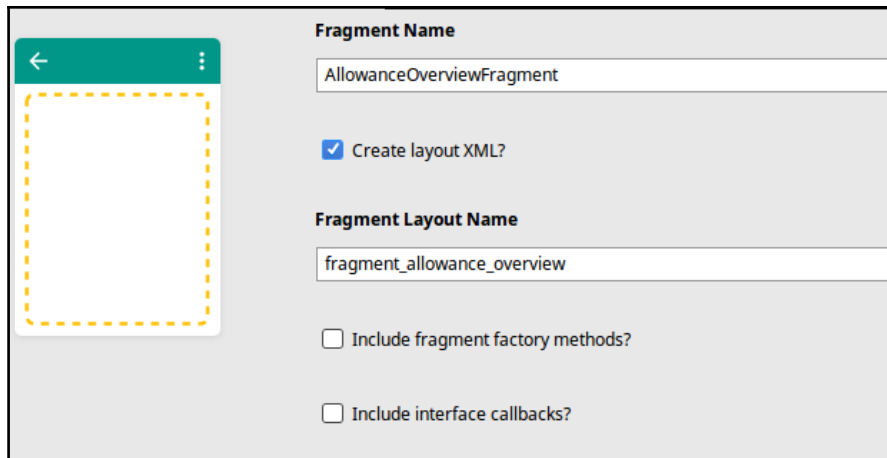 Fragment Name
AllowanceOverviewFragment
Create layout XML?
Fragment Layout Name
fragment_allowance_overview
Include fragment factory methods?
Include interface callbacks?